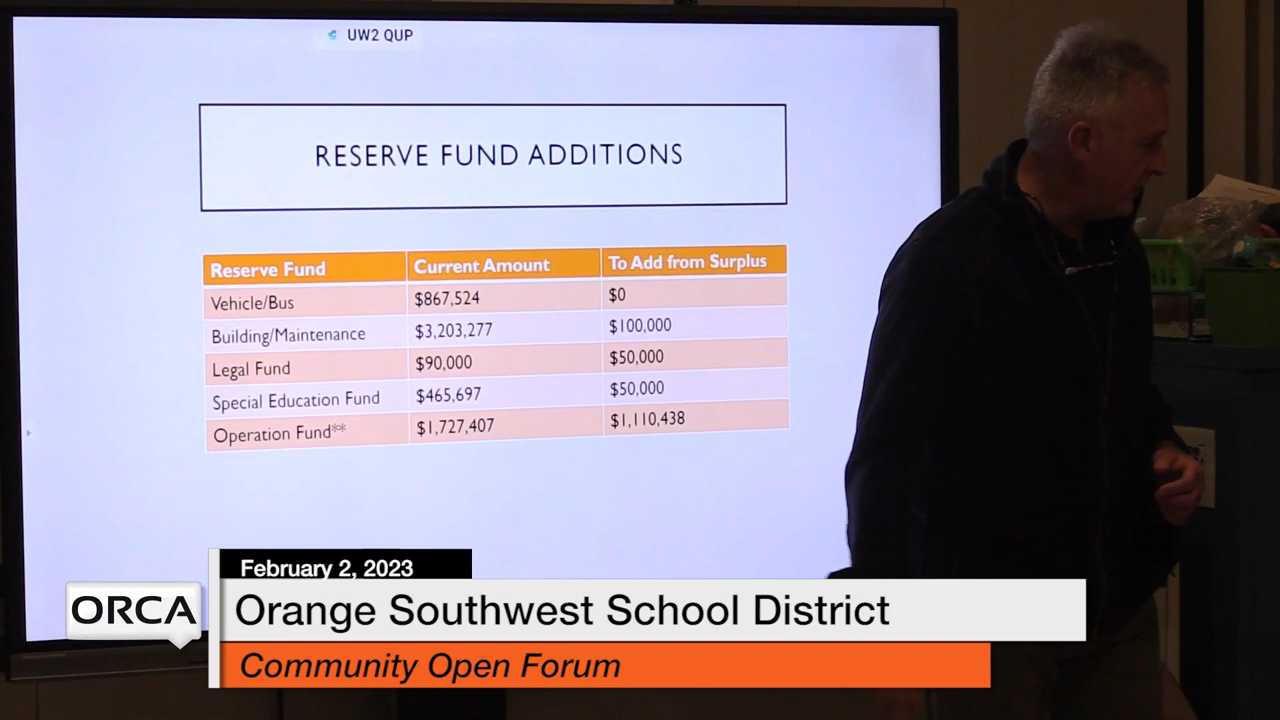 UW2 QUP
RESERVE FUND ADDITIONS
Reserve Fund Current Amount To Add from Surplus
Vehicle/Bus $867,524 $0
Building/Maintenance $3,203,277 $100,000
Legal Fund $90,000 $50,000
Special Education Fund $465,697 $50,000
Operation Fund** $1,727,407 $1,110,438
February 2, 2023
ORCA Orange Southwest School District
Community Open Forum